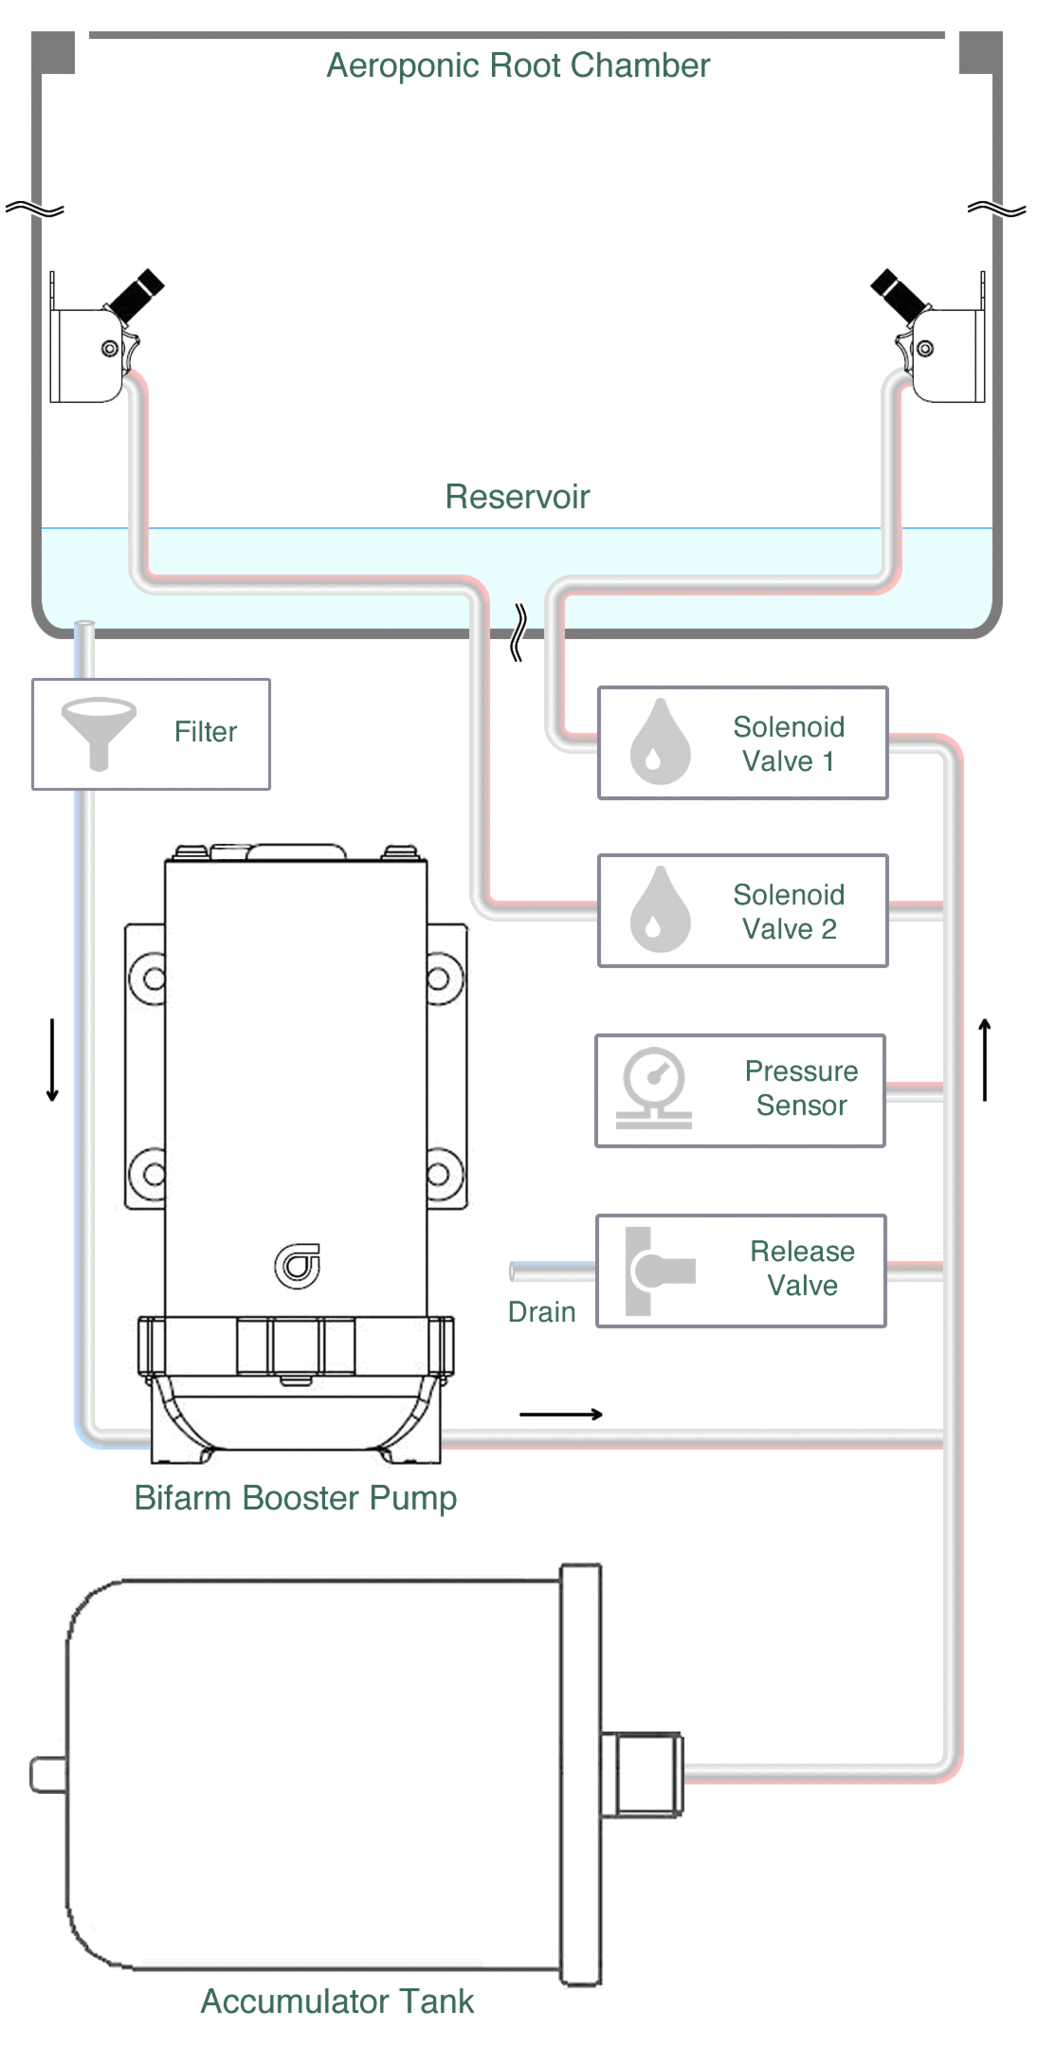 Aeroponic Root Chamber
Reservoir
Filter
Solenoid
Valve 1
Solenoid
Valve 2
Pressure
Sensor
Release
Valve
Drain
Bifarm Booster Pump
Accumulator Tank